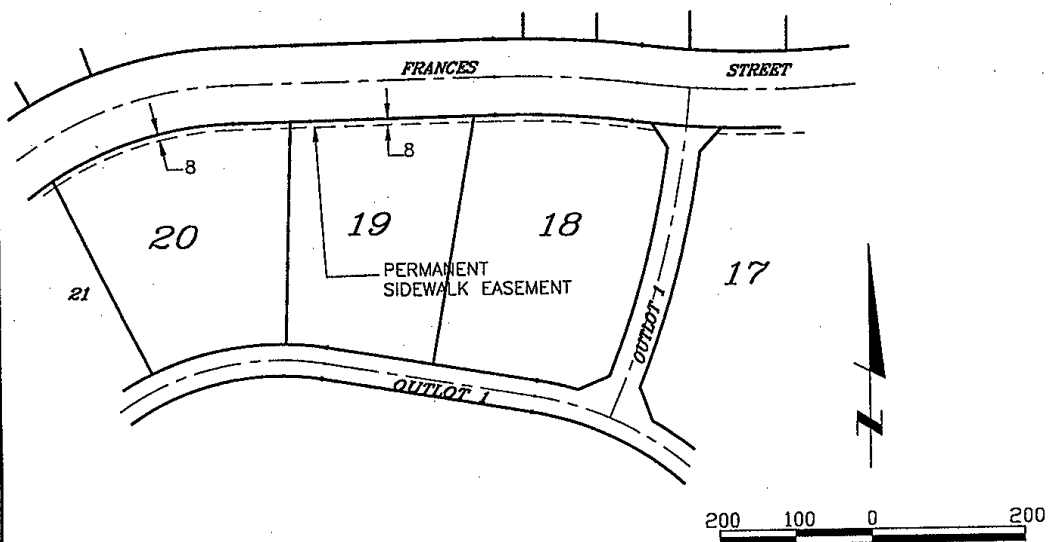 FRANCES STREET
8
8
20
19
18
17
21
PERMANENT
SIDEWALK EASEMENT
OUTLOT 1
OUTLOT 1
N
200 100 0 200